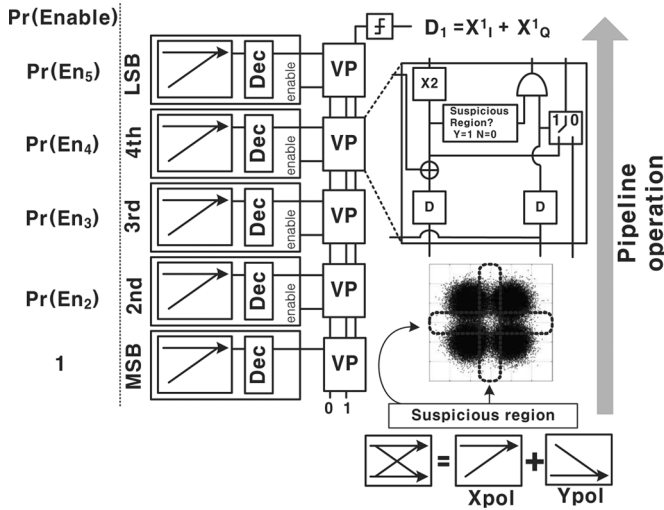 Pr(Enable)
D₁ =X¹I + X¹Q
Pr(En₅)
LSB
Dec
enable
VP
X2
Suspicious
Region?
Y=1 N=0
1
0
Pr(En₄)
4th
Dec
enable
VP
D
D
Pr(En₃)
3rd
Dec
enable
VP
Pipeline
operation
Pr(En₂)
2nd
Dec
enable
VP
1
MSB
Dec
VP
0 1
Suspicious region
= +
Xpol
Ypol